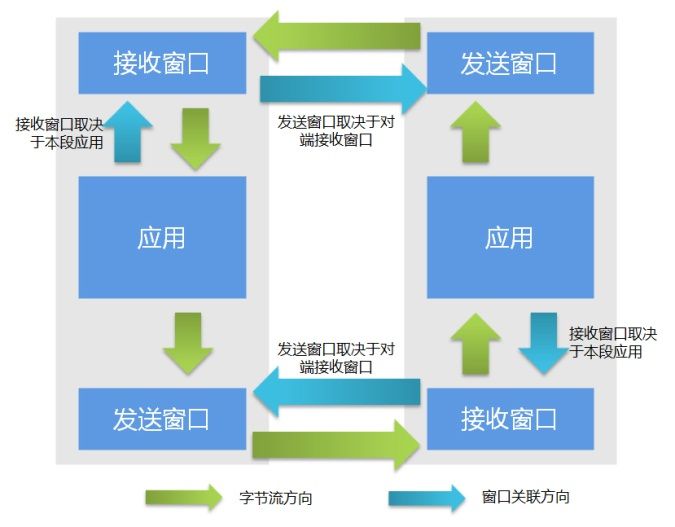 接收窗口
发送窗口
接收窗口取决
于本段应用
发送窗口取决于对
端接收窗口
应用
应用
发送窗口取决于对
端接收窗口
接收窗口取决
于本段应用
发送窗口
接收窗口
字节流方向
窗口关联方向